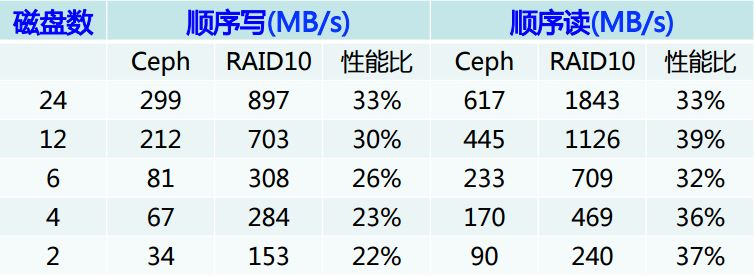 磁盘数 顺序写(MB/s) 顺序读(MB/s)
Ceph RAID10 性能比 Ceph RAID10 性能比
24 299 897 33% 617 1843 33%
12 212 703 30% 445 1126 39%
6 81 308 26% 233 709 32%
4 67 284 23% 170 469 36%
2 34 153 22% 90 240 37%